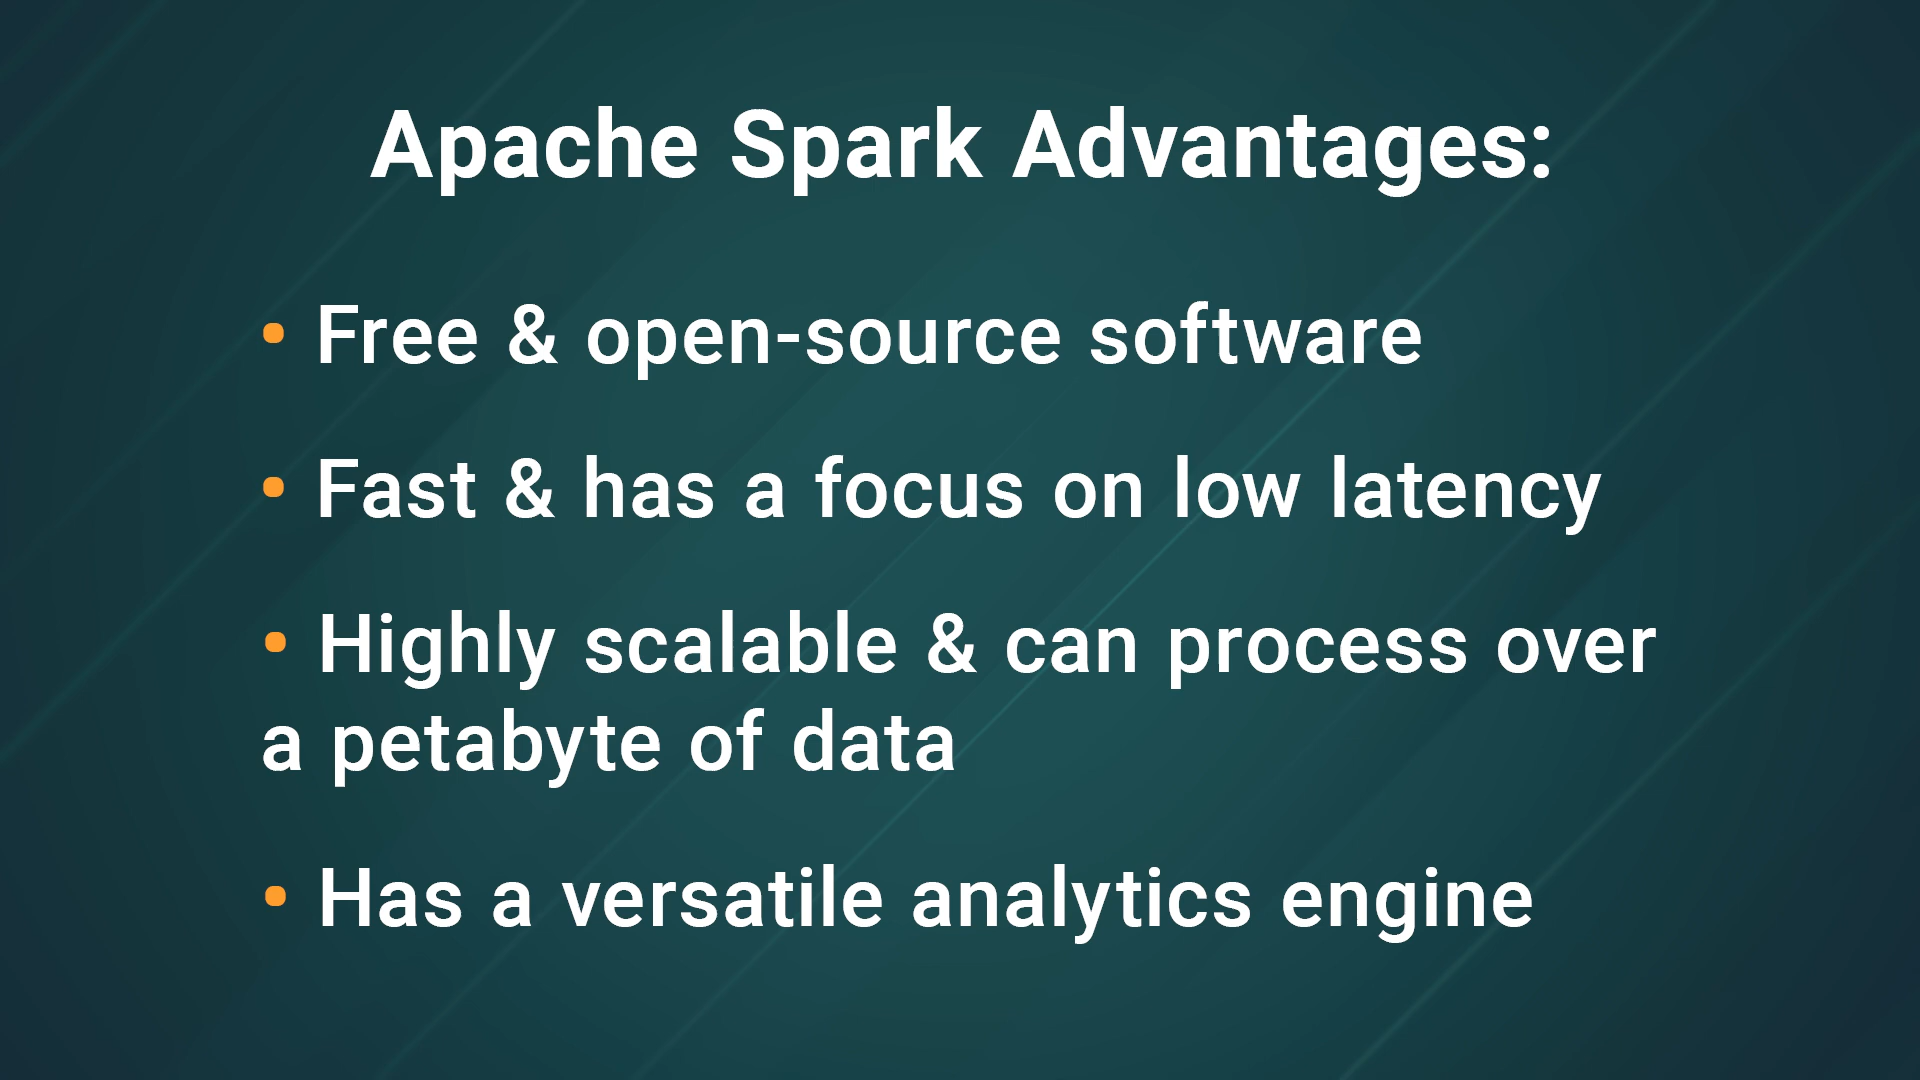 Apache Spark Advantages:
• Free & open-source software
• Fast & has a focus on low latency
• Highly scalable & can process over
a petabyte of data
• Has a versatile analytics engine